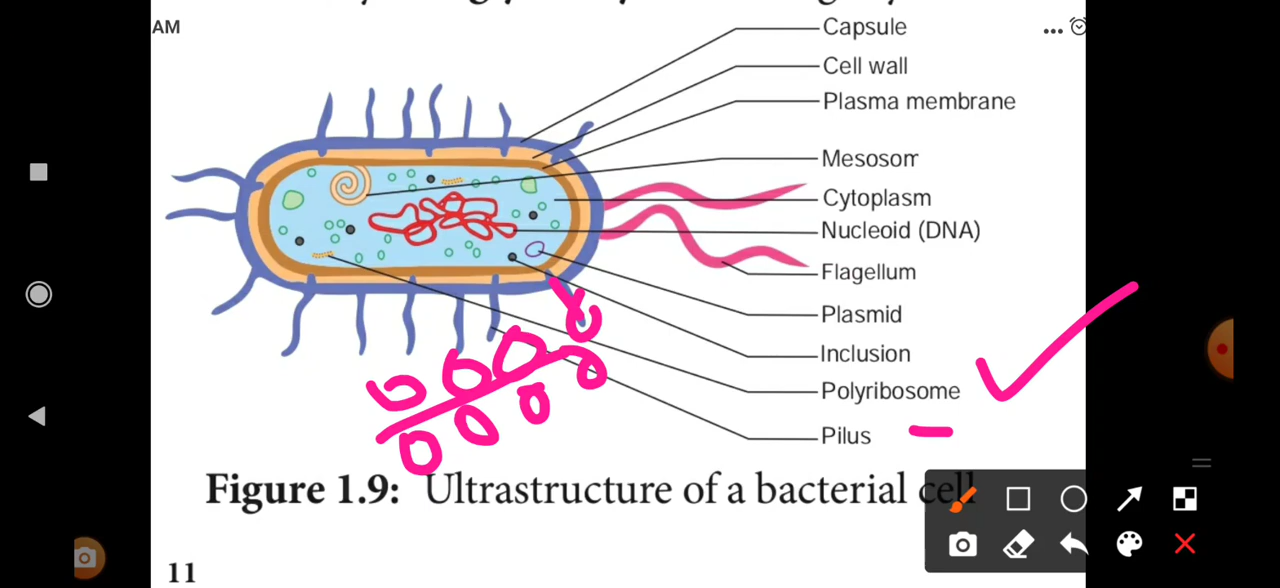 AM
Capsule
Cell wall
Plasma membrane
Mesosom
Cytoplasm
Nucleoid (DNA)
Flagellum
Plasmid
Inclusion
Polyribosome
Pilus
Figure 1.9: Ultrastructure of a bacterial cell
11